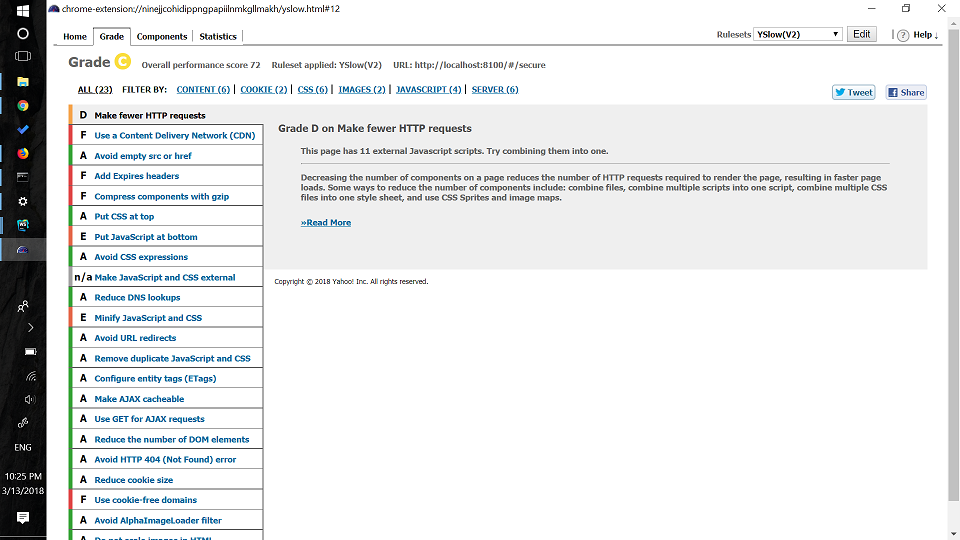 chrome-extension://ninejjcohidippngpapiilnmkgllmakh/yslow.html#12
Home Grade Components Statistics
Rulesets YSlow(V2) Edit ? Help ↓
Grade C Overall performance score 72 Ruleset applied: YSlow(V2) URL: http://localhost:8100/#/secure
ALL (23) FILTER BY: CONTENT (6) | COOKIE (2) | CSS (6) | IMAGES (2) | JAVASCRIPT (4) | SERVER (6)
Tweet Share
D Make fewer HTTP requests
F Use a Content Delivery Network (CDN)
A Avoid empty src or href
F Add Expires headers
F Compress components with gzip
A Put CSS at top
E Put JavaScript at bottom
A Avoid CSS expressions
n/a Make JavaScript and CSS external
A Reduce DNS lookups
E Minify JavaScript and CSS
A Avoid URL redirects
A Remove duplicate JavaScript and CSS
A Configure entity tags (ETags)
A Make AJAX cacheable
A Use GET for AJAX requests
A Reduce the number of DOM elements
A Avoid HTTP 404 (Not Found) error
A Reduce cookie size
F Use cookie-free domains
A Avoid AlphaImageLoader filter
A Do not scale images in HTML
Grade D on Make fewer HTTP requests
This page has 11 external Javascript scripts. Try combining them into one.
Decreasing the number of components on a page reduces the number of HTTP requests required to render the page, resulting in faster page
loads. Some ways to reduce the number of components include: combine files, combine multiple scripts into one script, combine multiple CSS
files into one style sheet, and use CSS Sprites and image maps.
»Read More
Copyright © 2018 Yahoo! Inc. All rights reserved.
WS
ENG
10:25 PM
3/13/2018